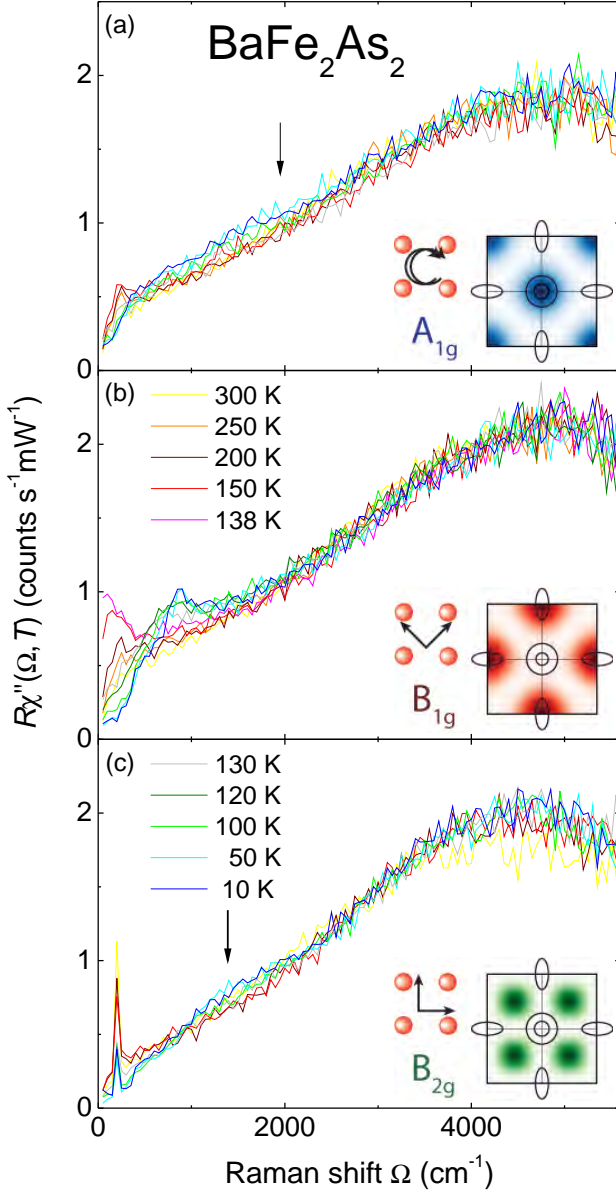 (a) BaFe₂As₂
2
1
0
A₁g
(b)
300 K
250 K
200 K
150 K
138 K
2
1
0
B₁g
Rχ''(Ω,T) (counts s⁻¹mW⁻¹)
(c)
130 K
120 K
100 K
50 K
10 K
2
1
0
B₂g
0 2000 4000
Raman shift Ω (cm⁻¹)